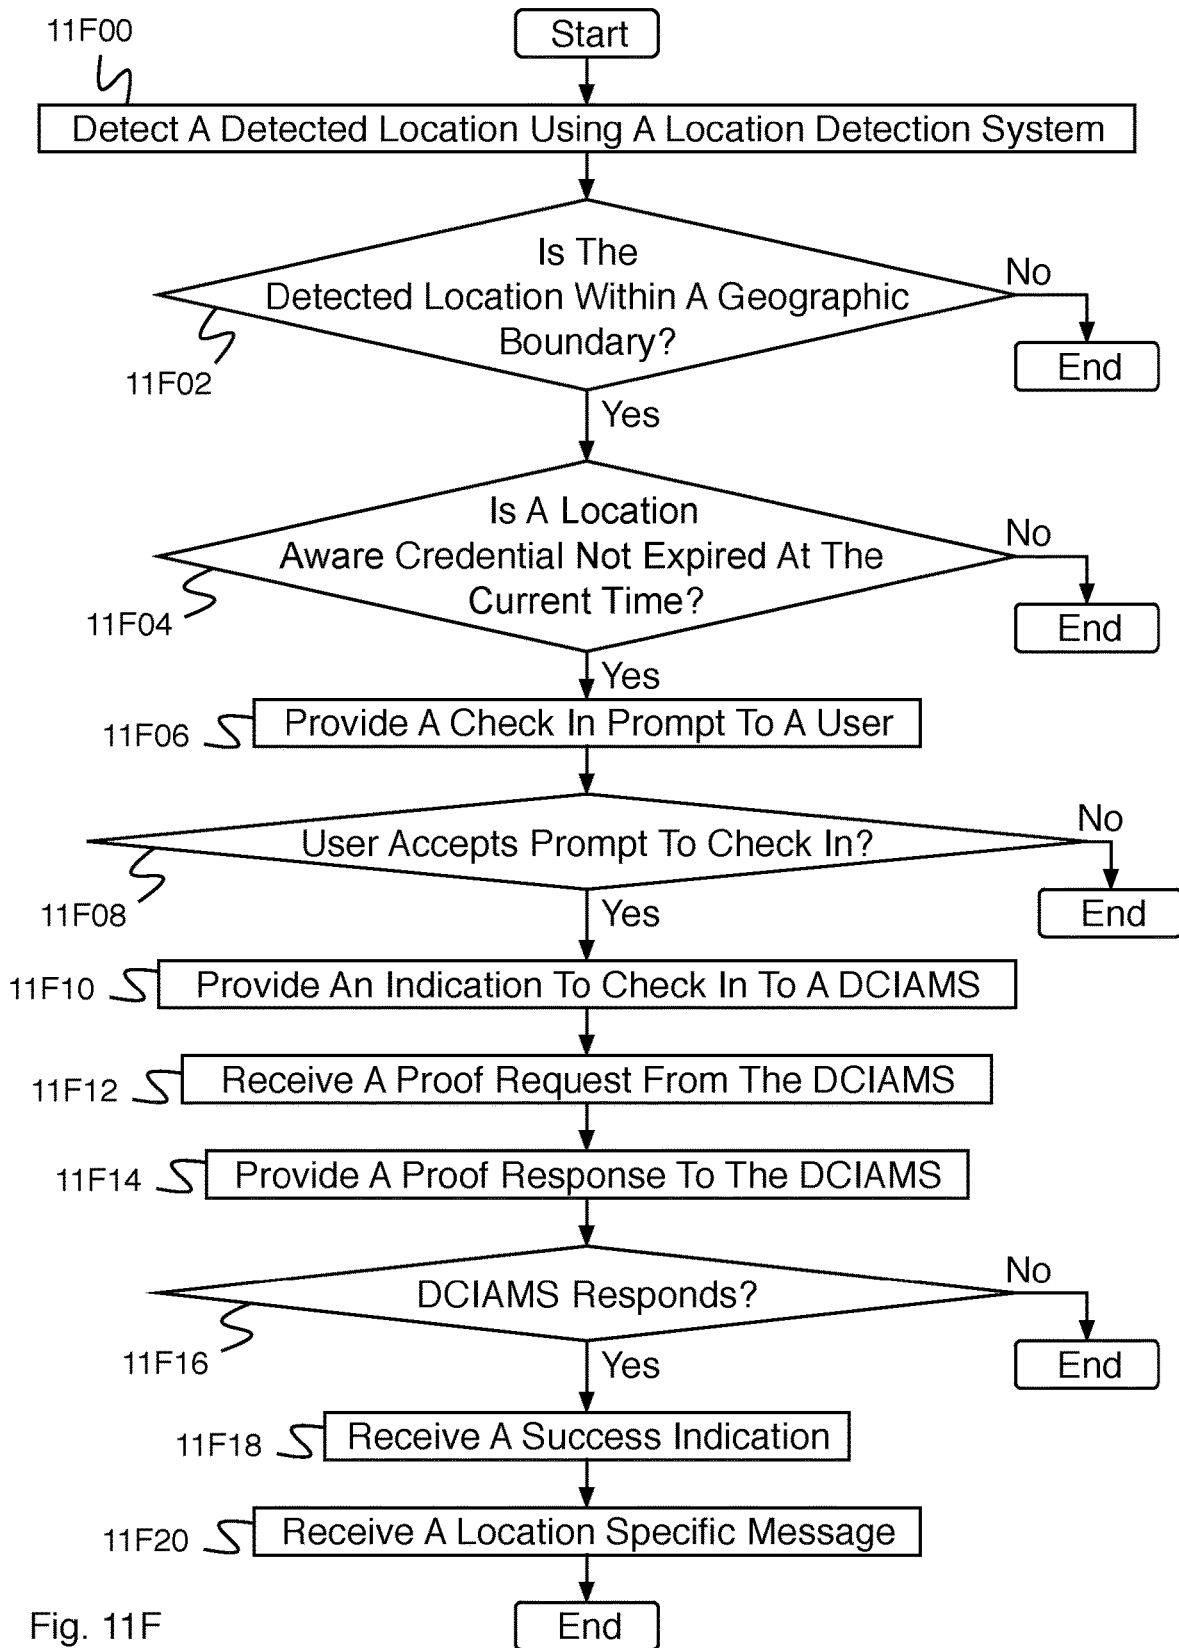 11F00
Start
Detect A Detected Location Using A Location Detection System
Is The
Detected Location Within A Geographic
Boundary?
No
End
11F02
Yes
Is A Location
Aware Credential Not Expired At The
Current Time?
No
End
11F04
Yes
11F06
Provide A Check In Prompt To A User
User Accepts Prompt To Check In?
No
End
11F08
Yes
11F10
Provide An Indication To Check In To A DCIAMS
11F12
Receive A Proof Request From The DCIAMS
11F14
Provide A Proof Response To The DCIAMS
DCIAMS Responds?
No
End
11F16
Yes
11F18
Receive A Success Indication
11F20
Receive A Location Specific Message
End
Fig. 11F